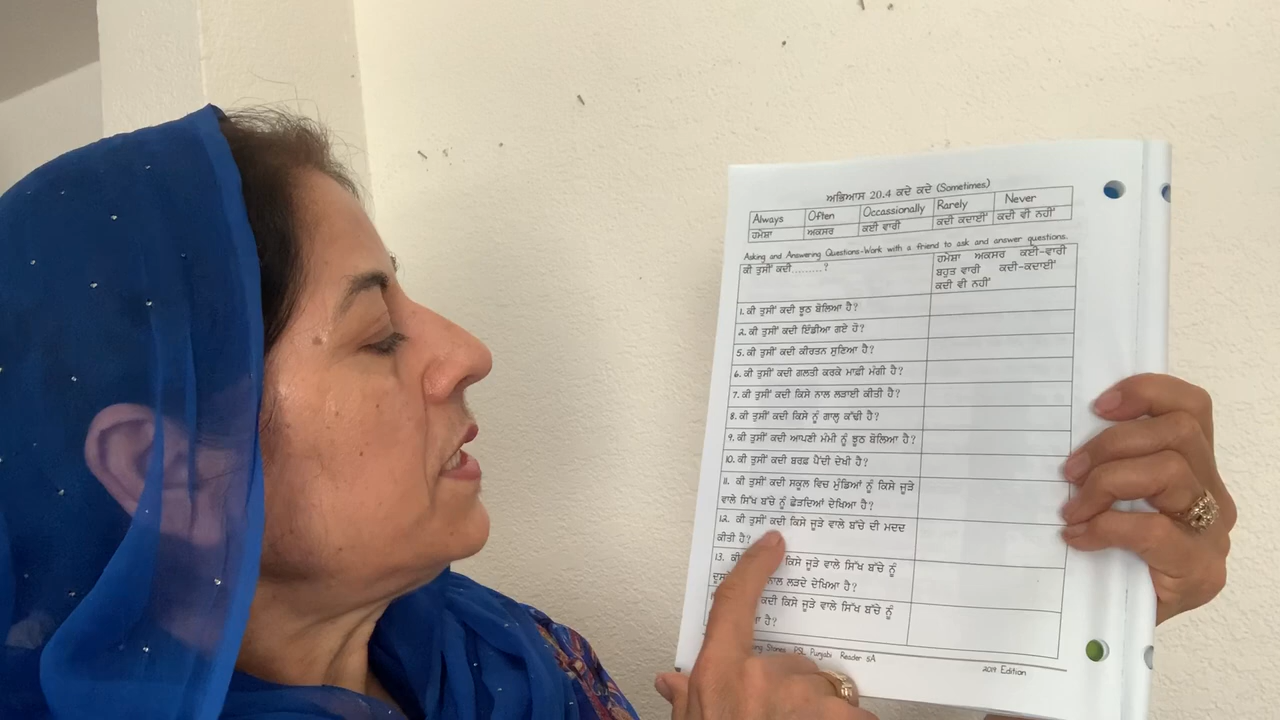 ਅਭਿਆਸ 20.4 ਕਦੇ ਕਦੇ (Sometimes)
Always Often Occassionally Rarely Never
ਹਮੇਸ਼ਾ ਅਕਸਰ ਕਈ ਵਾਰੀ ਕਦੀ ਕਦਾਈਂ ਕਦੀ ਵੀ ਨਹੀਂ
Asking and Answering Questions-Work with a friend to ask and answer questions.
ਕੀ ਤੁਸੀਂ ਕਦੀ..........?
ਹਮੇਸ਼ਾ ਅਕਸਰ ਕਈ-ਵਾਰੀ
ਬਹੁਤ ਵਾਰੀ ਕਦੀ-ਕਦਾਈਂ
ਕਦੀ ਵੀ ਨਹੀਂ
1. ਕੀ ਤੁਸੀਂ ਕਦੀ ਝੂਠ ਬੋਲਿਆ ਹੈ?
2. ਕੀ ਤੁਸੀਂ ਕਦੀ ਇੰਡੀਆ ਗਏ ਹੋ?
5. ਕੀ ਤੁਸੀਂ ਕਦੀ ਕੀਰਤਨ ਸੁਣਿਆ ਹੈ?
6. ਕੀ ਤੁਸੀਂ ਕਦੀ ਗਲਤੀ ਕਰਕੇ ਮਾਫ਼ੀ ਮੰਗੀ ਹੈ?
7. ਕੀ ਤੁਸੀਂ ਕਦੀ ਕਿਸੇ ਨਾਲ ਲੜਾਈ ਕੀਤੀ ਹੈ?
8. ਕੀ ਤੁਸੀਂ ਕਦੀ ਕਿਸੇ ਨੂੰ ਗਾਲ੍ਹ ਕੱਢੀ ਹੈ?
9. ਕੀ ਤੁਸੀਂ ਕਦੀ ਆਪਣੀ ਮੰਮੀ ਨੂੰ ਝੂਠ ਬੋਲਿਆ ਹੈ?
10. ਕੀ ਤੁਸੀਂ ਕਦੀ ਬਰਫ਼ ਪੈਂਦੀ ਦੇਖੀ ਹੈ?
11. ਕੀ ਤੁਸੀਂ ਕਦੀ ਸਕੂਲ ਵਿਚ ਮੁੰਡਿਆਂ ਨੂੰ ਕਿਸੇ ਜੂੜੇ
ਵਾਲੇ ਸਿੱਖ ਬੱਚੇ ਨੂੰ ਛੇੜਦਿਆਂ ਦੇਖਿਆ ਹੈ?
12. ਕੀ ਤੁਸੀਂ ਕਦੀ ਕਿਸੇ ਜੂੜੇ ਵਾਲੇ ਬੱਚੇ ਦੀ ਮਦਦ
ਕੀਤੀ ਹੈ?
13. ਕਿਸੇ ਜੂੜੇ ਵਾਲੇ ਸਿੱਖ ਬੱਚੇ ਨੂੰ
ਨਾਲ ਲੜਦੇ ਦੇਖਿਆ ਹੈ?
ਕਦੀ ਕਿਸੇ ਜੂੜੇ ਵਾਲੇ ਸਿੱਖ ਬੱਚੇ ਨੂੰ
ਹੈ?
Stories PSL Punjabi Reader 5A 2019 Edition